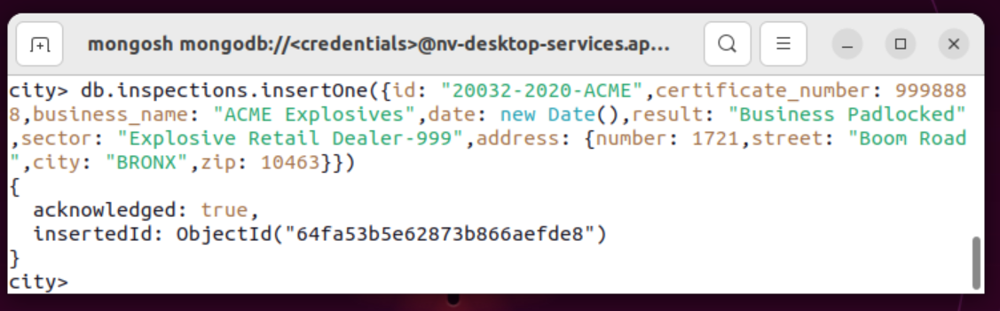 mongosh mongodb://<credentials>@nv-desktop-services.ap...
city> db.inspections.insertOne({id: "20032-2020-ACME",certificate_number: 999888
8,business_name: "ACME Explosives",date: new Date(),result: "Business Padlocked"
,sector: "Explosive Retail Dealer-999",address: {number: 1721,street: "Boom Road
",city: "BRONX",zip: 10463}})
{
  acknowledged: true,
  insertedId: ObjectId("64fa53b5e62873b866aefde8")
}
city>